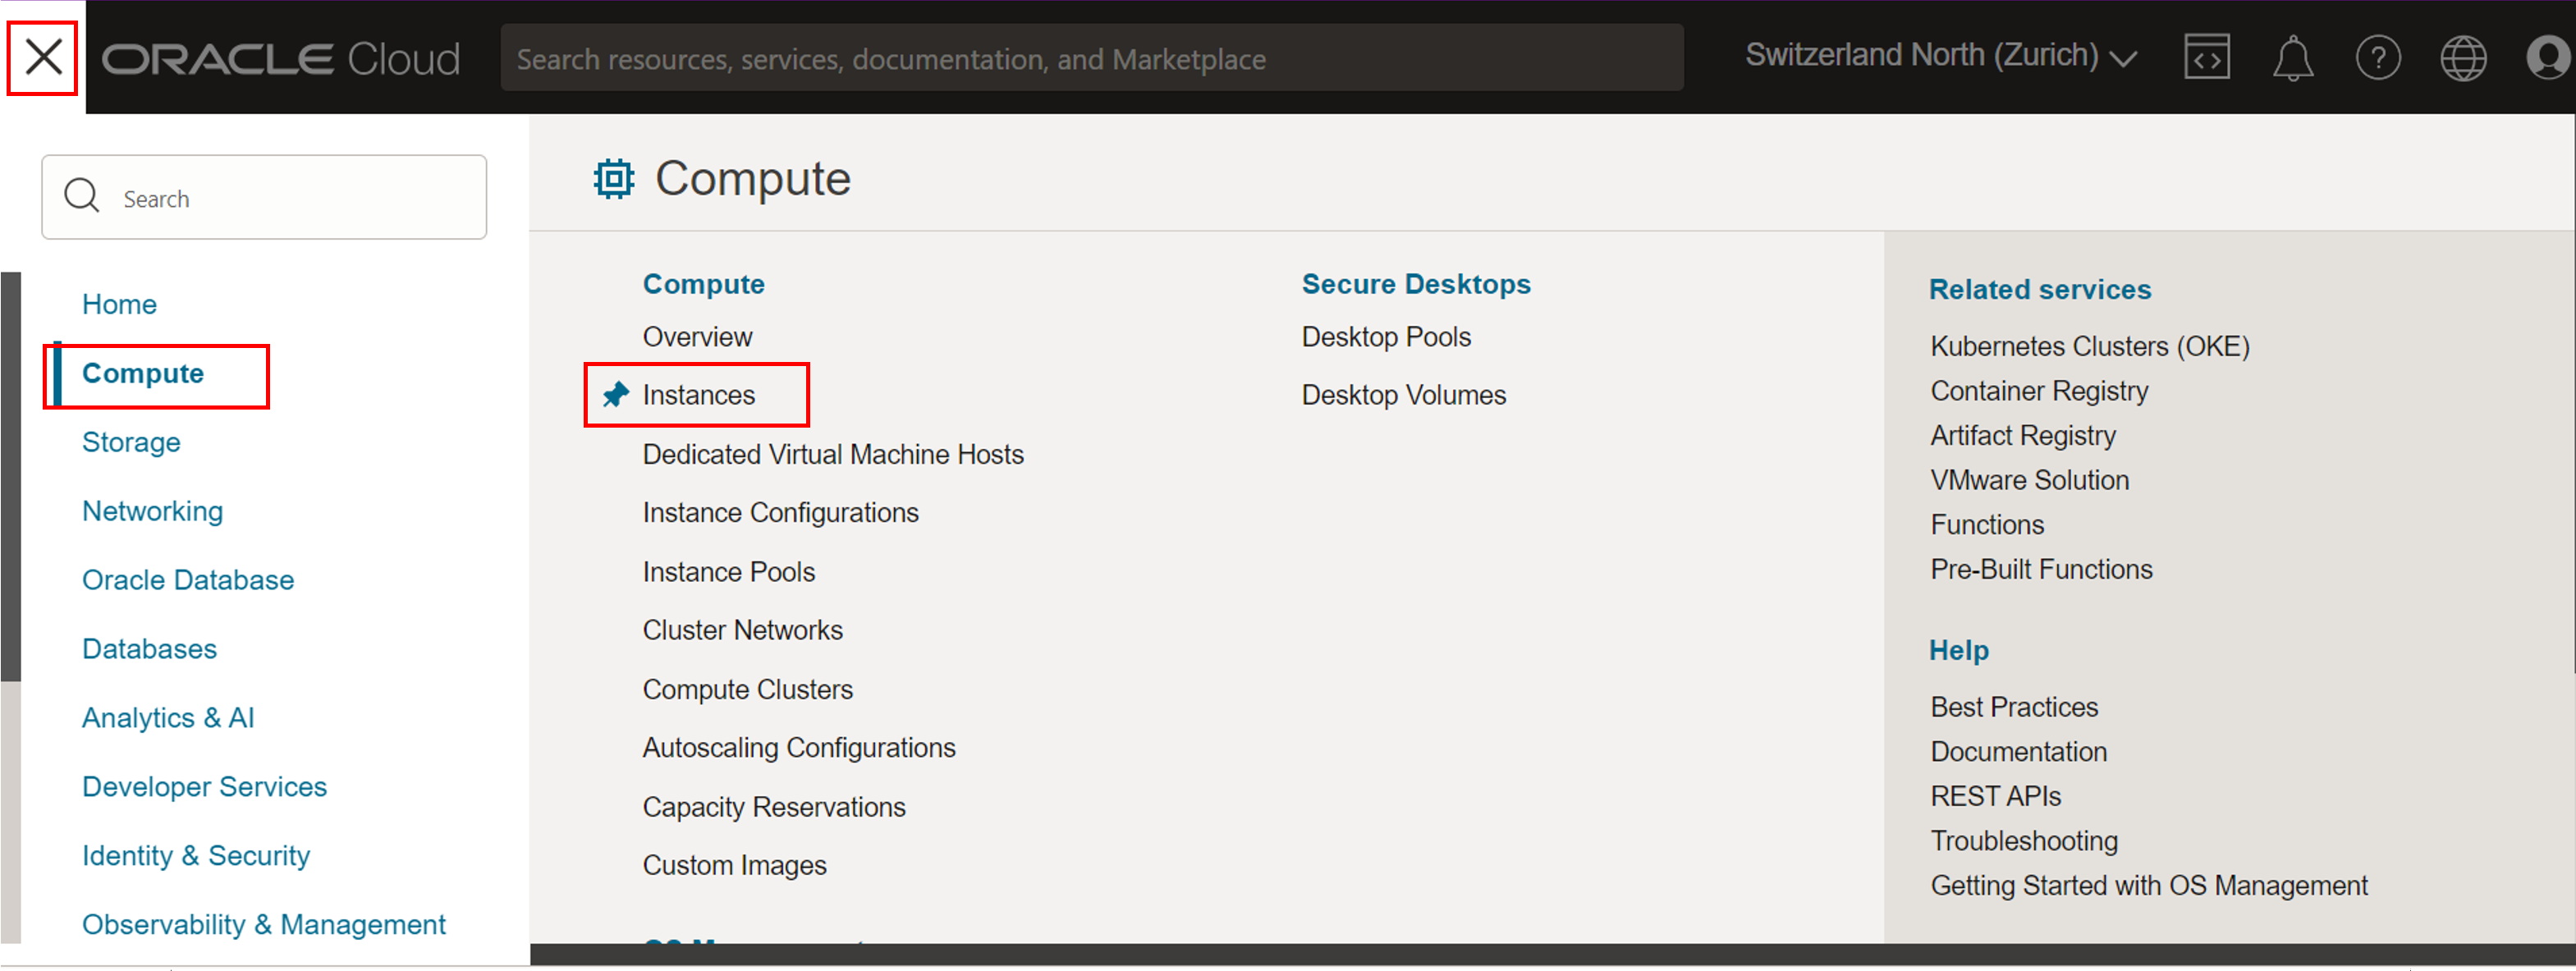 ORACLE Cloud
Search resources, services, documentation, and Marketplace
Switzerland North (Zurich)
Search
Home
Compute
Storage
Networking
Oracle Database
Databases
Analytics & AI
Developer Services
Identity & Security
Observability & Management
Compute
Compute
Overview
Instances
Dedicated Virtual Machine Hosts
Instance Configurations
Instance Pools
Cluster Networks
Compute Clusters
Autoscaling Configurations
Capacity Reservations
Custom Images
Secure Desktops
Desktop Pools
Desktop Volumes
Related services
Kubernetes Clusters (OKE)
Container Registry
Artifact Registry
VMware Solution
Functions
Pre-Built Functions
Help
Best Practices
Documentation
REST APIs
Troubleshooting
Getting Started with OS Management